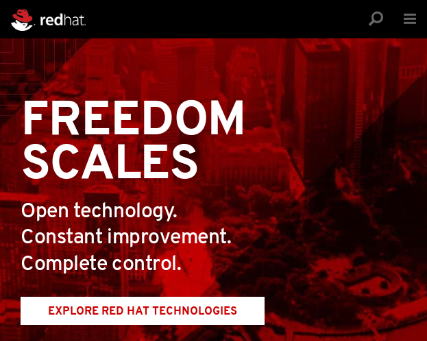 redhat.
FREEDOM
SCALES
Open technology.
Constant improvement.
Complete control.
EXPLORE RED HAT TECHNOLOGIES